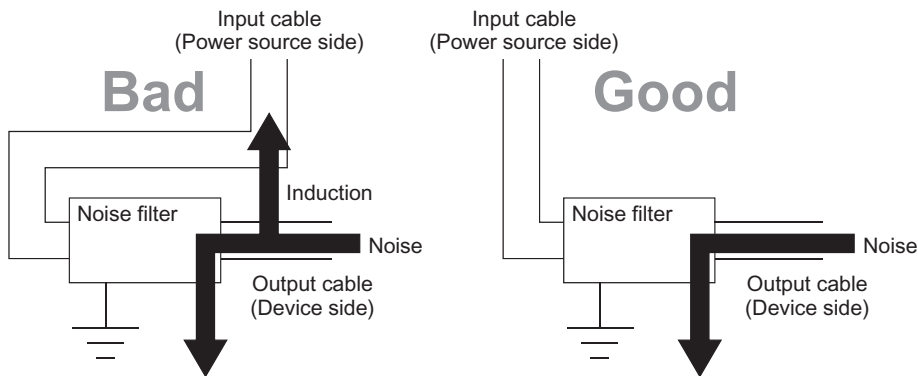 Input cable
(Power source side)
Bad
Induction
Noise filter
Noise
Output cable
(Device side)
Input cable
(Power source side)
Good
Noise filter
Noise
Output cable
(Device side)